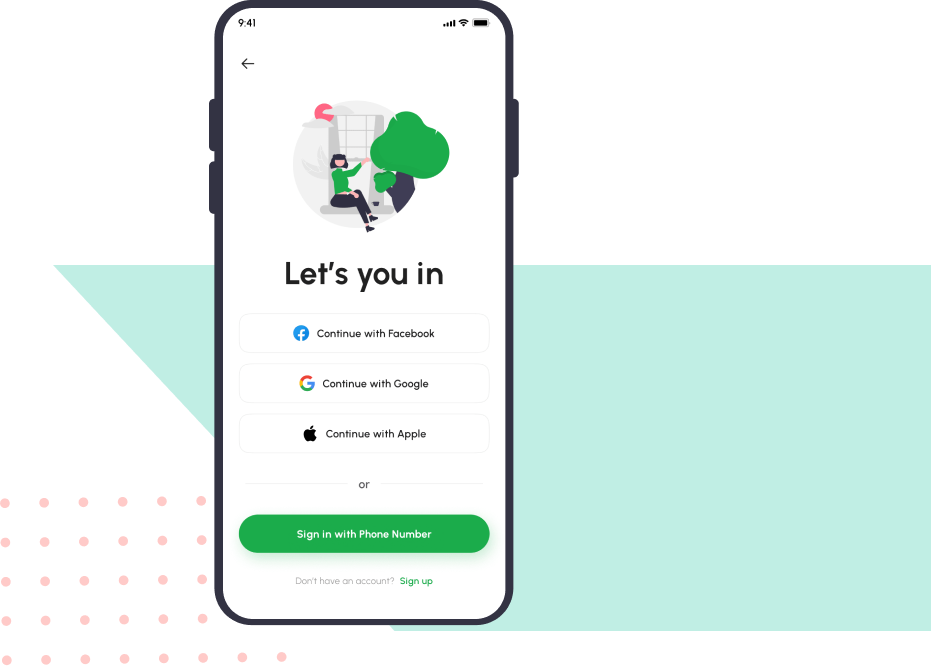 9:41
Let’s you in
Continue with Facebook
Continue with Google
Continue with Apple
or
Sign in with Phone Number
Don’t have an account? Sign up